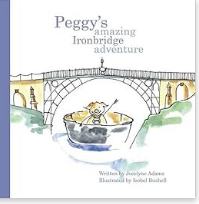 Peggy's
amazing
Ironbridge
adventure
Written by Jocelyne Adams
Illustrated by Isobel Bushell